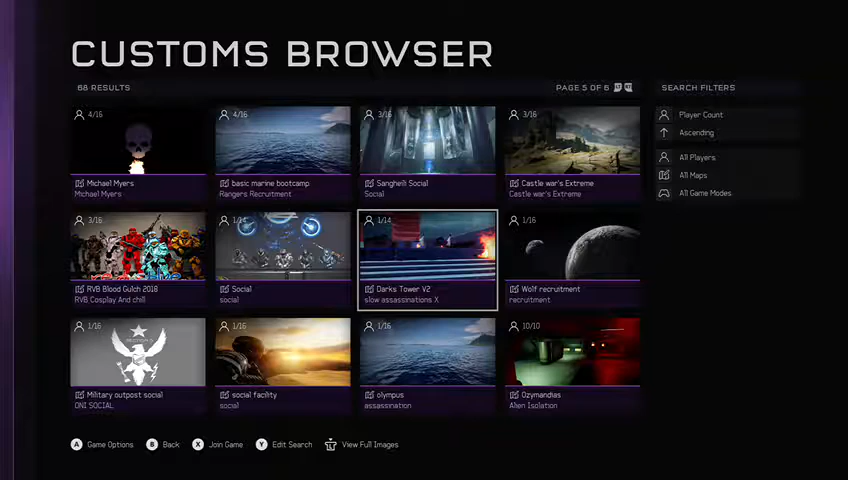 CUSTOMS BROWSER
68 RESULTS
PAGE 5 OF 6
4/16
Michael Myers
Michael Myers
4/16
basic marine bootcamp
Rangers Recruitment
3/16
Sangheili Social
Social
3/16
Castle war's Extreme
Castle war's Extreme
3/16
RVB Blood Gulch 2018
RVB Cosplay And chill
1/14
Social
social
1/14
Darks Tower V2
slow assassinations X
1/16
Wolf recruitment
recruitment
1/16
Military outpost social
ONI SOCIAL
1/16
social facility
social
1/16
olympus
assassination
10/10
Ozymandias
Alien Isolation
SEARCH FILTERS
Player Count
Ascending
All Players
All Maps
All Game Modes
A Game Options
B Back
X Join Game
Y Edit Search
View Full Images